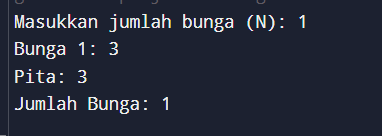 Masukkan jumlah bunga (N): 1
Bunga 1: 3
Pita: 3
Jumlah Bunga: 1